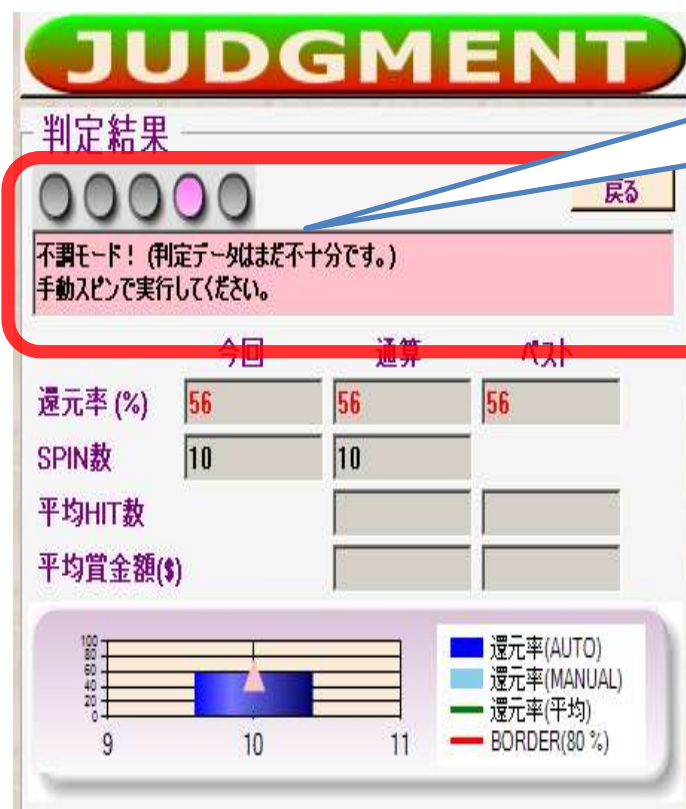 JUDGMENT
判定結果
戻る
不調モード！ (判定データはまだ不十分です。)
手動スピンで実行してください。
今回 通算 ベスト
還元率 (%) 56 56 56
SPIN数 10 10
平均HIT数
平均賞金額($)
100
80
60
40
20
0
9 10 11
還元率(AUTO)
還元率(MANUAL)
還元率(平均)
BORDER(80 %)